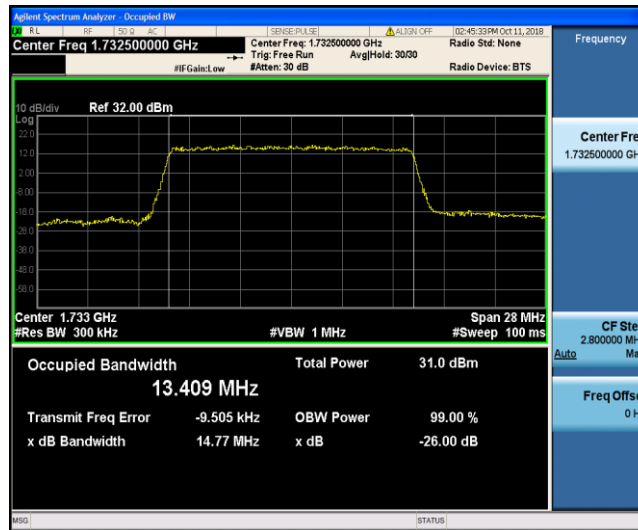 Agilent Spectrum Analyzer - Occupied BW
RL RF 50 Ω AC SENSE:PULSE ALIGN OFF 02:45:33 PM Oct 11, 2018
Center Freq 1.732500000 GHz Center Freq: 1.732500000 GHz Radio Std: None
Trig: Free Run Avg|Hold: 30/30
#IFGain:Low #Atten: 30 dB Radio Device: BTS
10 dB/div Ref 32.00 dBm
Log
22.0
12.0
2.00
-8.00
-18.0
-28.0
-38.0
-48.0
-58.0
Center 1.733 GHz Span 28 MHz
#Res BW 300 kHz #VBW 1 MHz #Sweep 100 ms
Occupied Bandwidth Total Power 31.0 dBm
13.409 MHz
Transmit Freq Error -9.505 kHz OBW Power 99.00 %
x dB Bandwidth 14.77 MHz x dB -26.00 dB
MSG STATUS
Frequency
Center Fre
1.732500000 GH
CF Ste
2.800000 MH
Auto Ma
Freq Offse
0 H